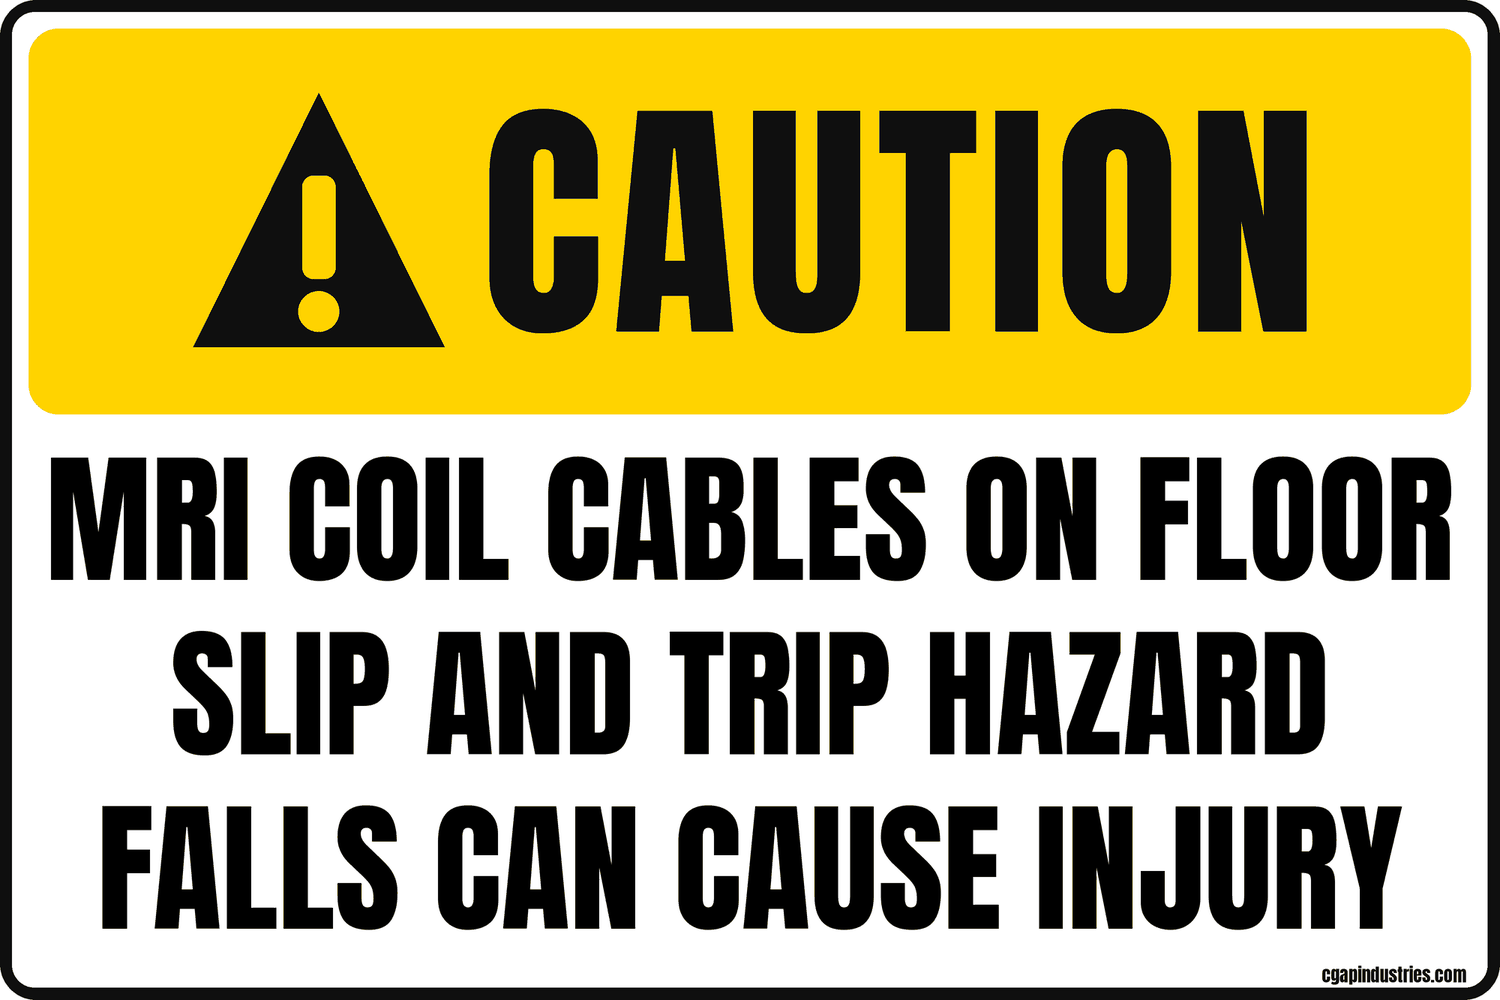 CAUTION
MRI COIL CABLES ON FLOOR
SLIP AND TRIP HAZARD
FALLS CAN CAUSE INJURY
cgapindustries.com